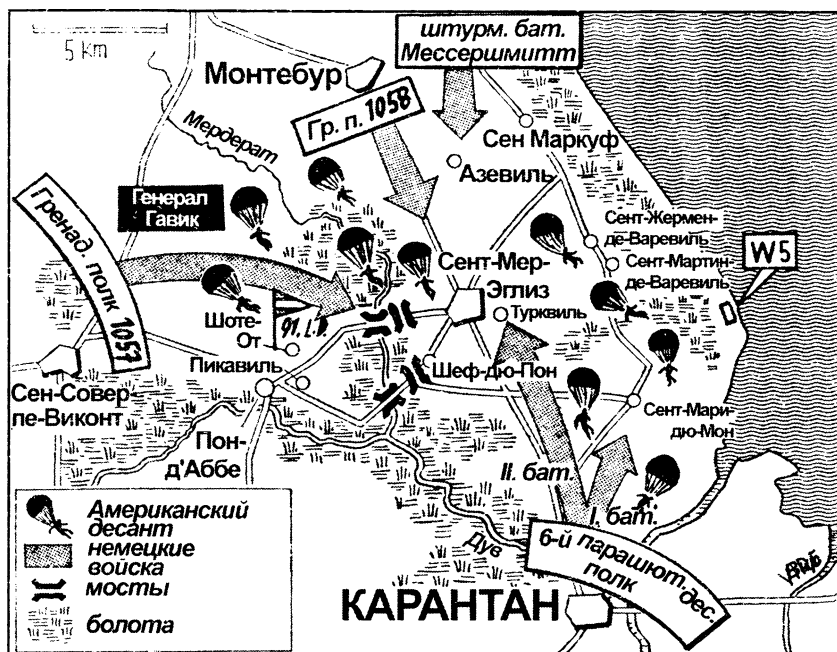 5 km
штурм. бат.
Мессершмитт
Монтебур
Гр. п. 1058
Мердерат
Сен Маркуф
Азевиль
Генерал
Гавик
Гренад. полк 1057
Сент-Жермен-
де-Варевиль
Сент-Мартин-
де-Варевиль
W5
Сент-Мер-
Эглиз
Турквиль
91. L.D.
Шоте-
От
Пикавиль
Шеф-дю-Пон
Сен-Совер-
ле-Виконт
Сент-Мари-
дю-Мон
Пон-
д'Аббе
II. бат.
I. бат.
Американский
десант
немецкие
войска
мосты
болота
Дув
6-й парашют.-дес.
полк
КАРАНТАН